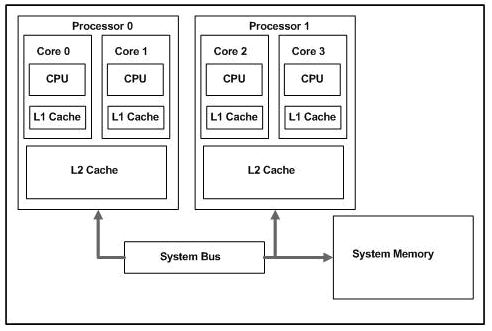 Processor 0
Processor 1
Core 0
Core 1
Core 2
Core 3
CPU
CPU
CPU
CPU
L1 Cache
L1 Cache
L1 Cache
L1 Cache
L2 Cache
L2 Cache
System Bus
System Memory